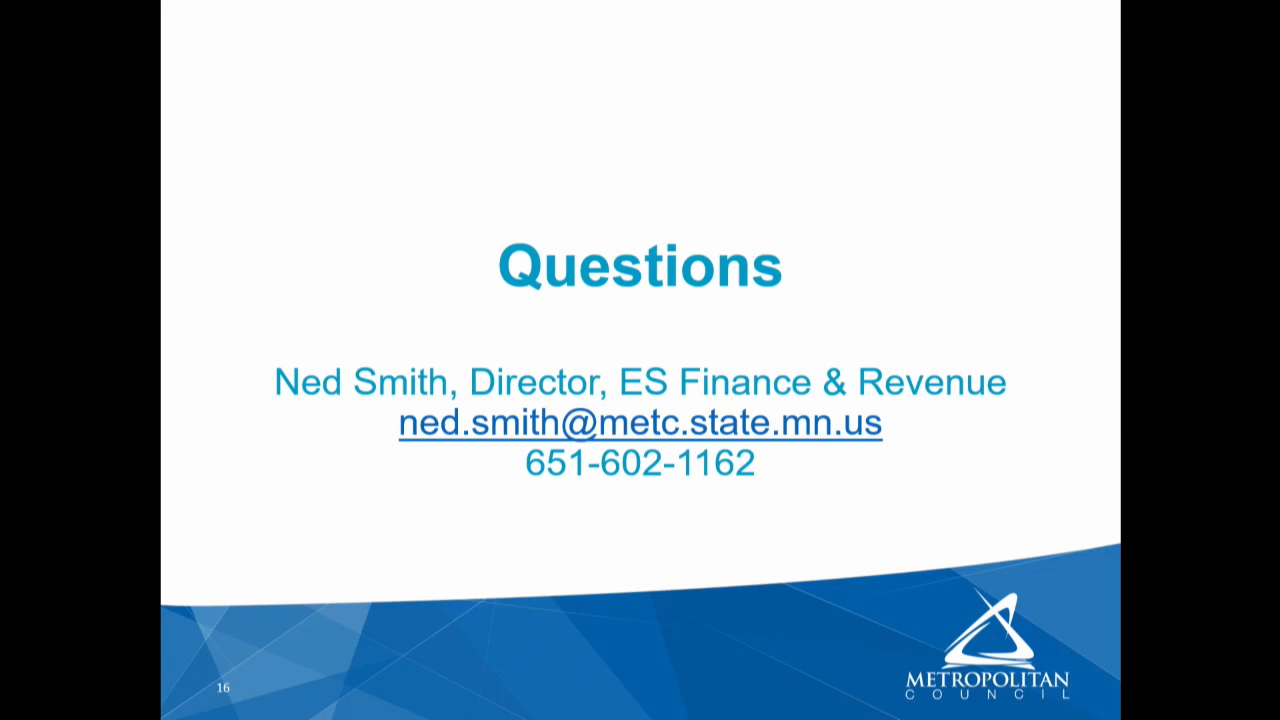 Questions
Ned Smith, Director, ES Finance & Revenue
ned.smith@metc.state.mn.us
651-602-1162
16
METROPOLITAN
COUNCIL